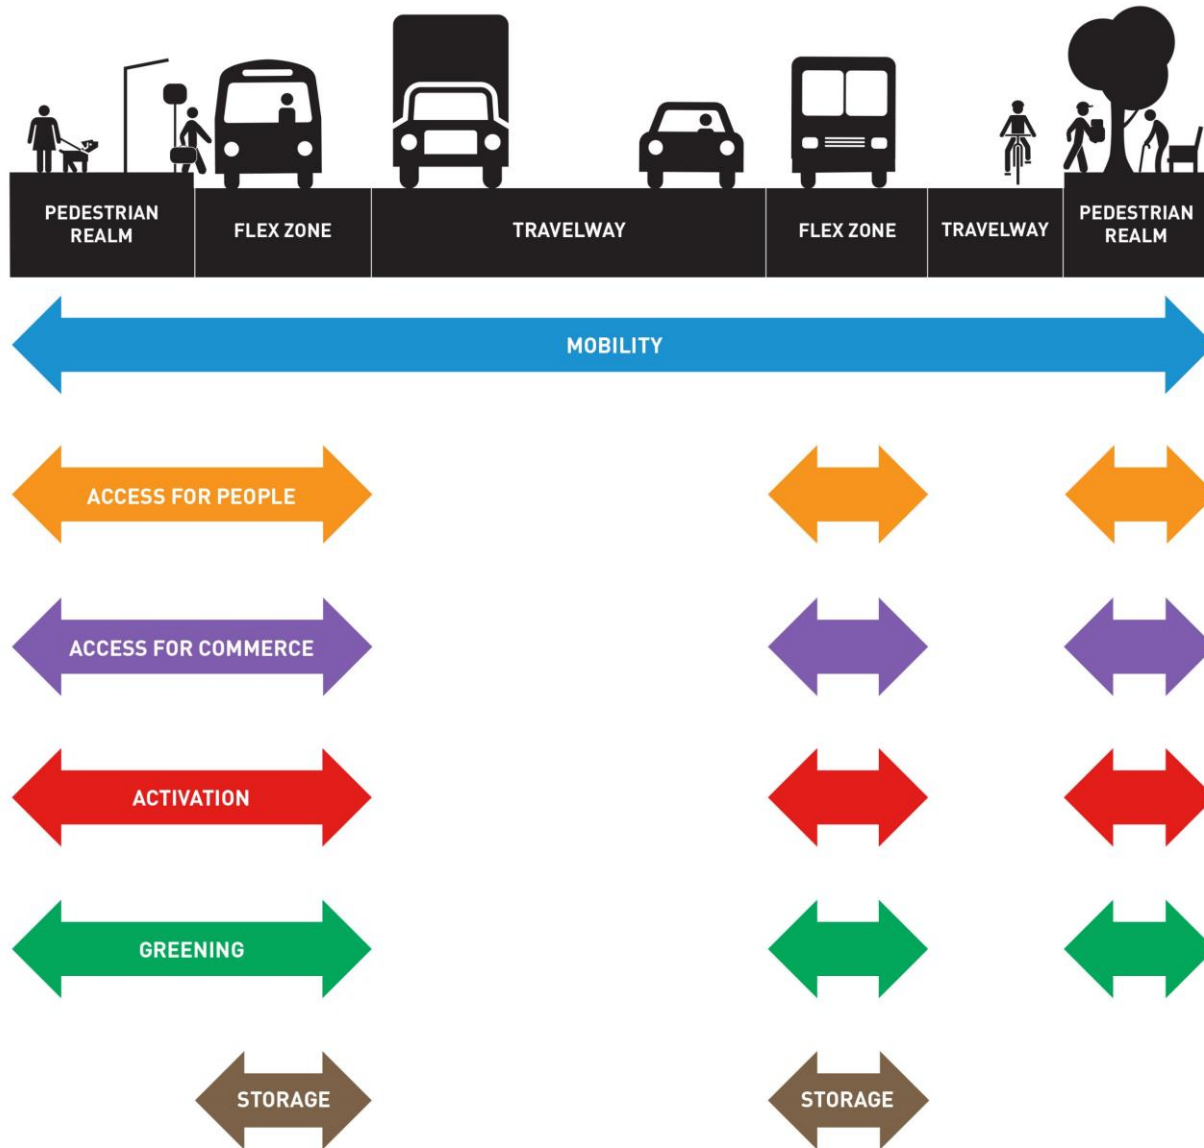 PEDESTRIAN
REALM
FLEX ZONE
TRAVELWAY
FLEX ZONE
TRAVELWAY
PEDESTRIAN
REALM
MOBILITY
ACCESS FOR PEOPLE
ACCESS FOR COMMERCE
ACTIVATION
GREENING
STORAGE
STORAGE